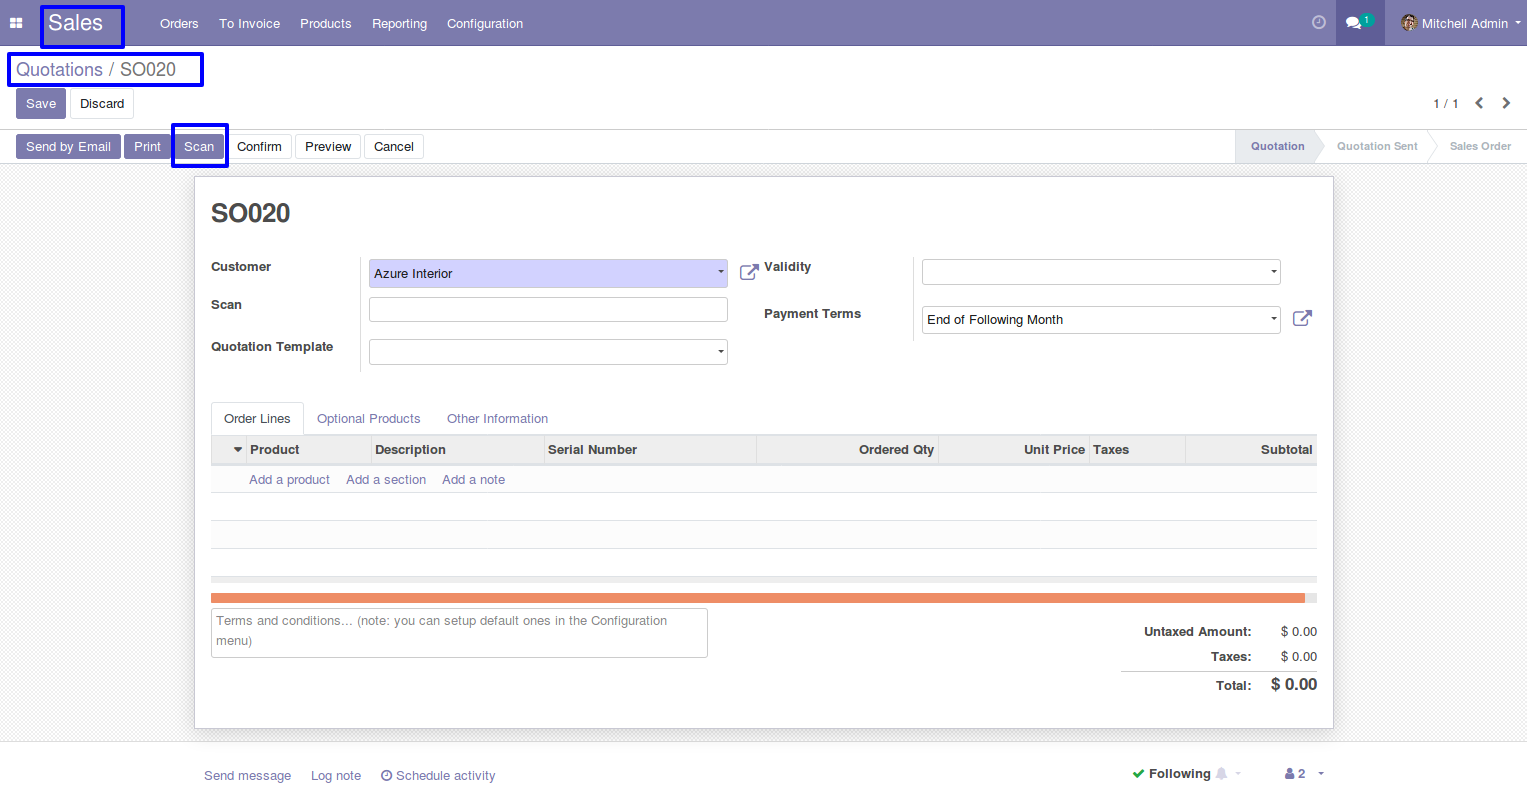 Sales Orders To Invoice Products Reporting Configuration 1 Mitchell Admin
Quotations / SO020
Save Discard 1 / 1
Send by Email Print Scan Confirm Preview Cancel Quotation Quotation Sent Sales Order
SO020
Customer Azure Interior Validity
Scan
Payment Terms End of Following Month
Quotation Template
Order Lines Optional Products Other Information
Product Description Serial Number Ordered Qty Unit Price Taxes Subtotal
Add a product Add a section Add a note
Terms and conditions... (note: you can setup default ones in the Configuration
menu)
Untaxed Amount: $ 0.00
Taxes: $ 0.00
Total: $ 0.00
Send message Log note Schedule activity Following 2